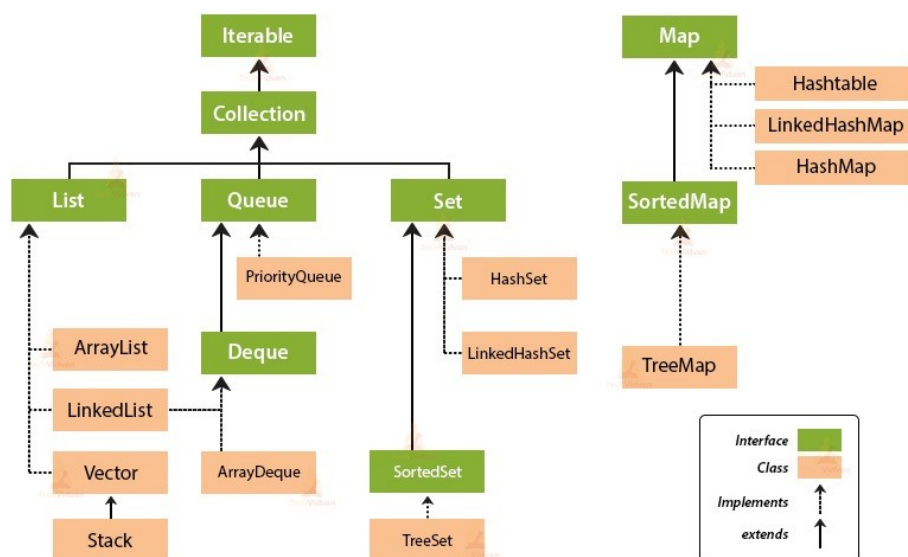 Iterable
Map
Hashtable
Collection
LinkedHashMap
HashMap
List
Queue
Set
SortedMap
PriorityQueue
HashSet
ArrayList
Deque
LinkedHashSet
TreeMap
LinkedList
Interface
Vector
ArrayDeque
SortedSet
Class
Implements
Stack
TreeSet
extends